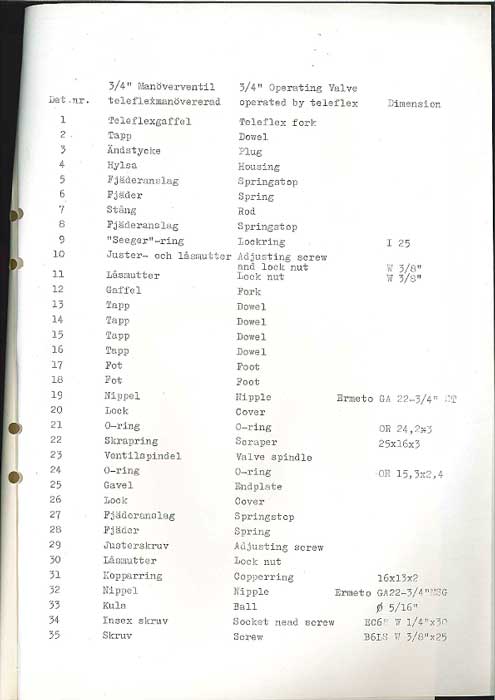 3/4" Manöverventil 3/4" Operating Valve
Det.nr. teleflexmanövererad operated by teleflex Dimension
1 Teleflexgaffel Teleflex fork
2 Tapp Dowel
3 Ändstycke Plug
4 Hylsa Housing
5 Fjäderanslag Springstop
6 Fjäder Spring
7 Stång Rod
8 Fjäderanslag Springstop
9 "Seeger"-ring Lockring I 25
10 Juster- och låsmutter Adjusting screw
and lock nut W 3/8"
11 Låsmutter Lock nut W 3/8"
12 Gaffel Fork
13 Tapp Dowel
14 Tapp Dowel
15 Tapp Dowel
16 Tapp Dowel
17 Fot Foot
18 Fot Foot
19 Nippel Nipple Ermeto GA 22-3/4"
20 Lock Cover
21 O-ring O-ring OR 24,2x3
22 Skrapring Scraper 25x16x3
23 Ventilspindel Valve spindle
24 O-ring O-ring OR 15,3x2,4
25 Gavel Endplate
26 Lock Cover
27 Fjäderanslag Springstop
28 Fjäder Spring
29 Justerskruv Adjusting screw
30 Låsmutter Lock nut
31 Kopparring Copperring 16x13x2
32 Nippel Nipple Ermeto GA22-3/4"
33 Kula Ball Ø 5/16"
34 Insex skruv Socket head screw W 1/4"x30
35 Skruv Screw B6LS W 3/8"x25